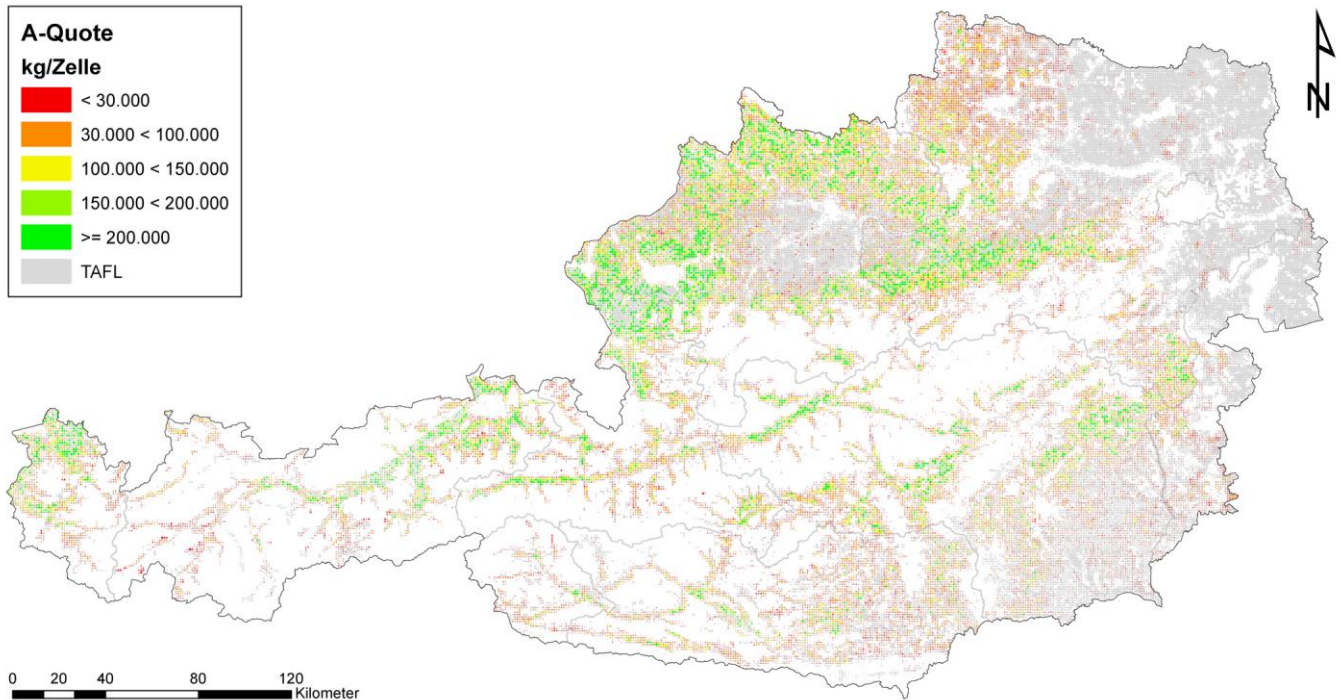 A-Quote
kg/Zelle
< 30.000
30.000 < 100.000
100.000 < 150.000
150.000 < 200.000
>= 200.000
TAFL
N
0 20 40 80 120
Kilometer